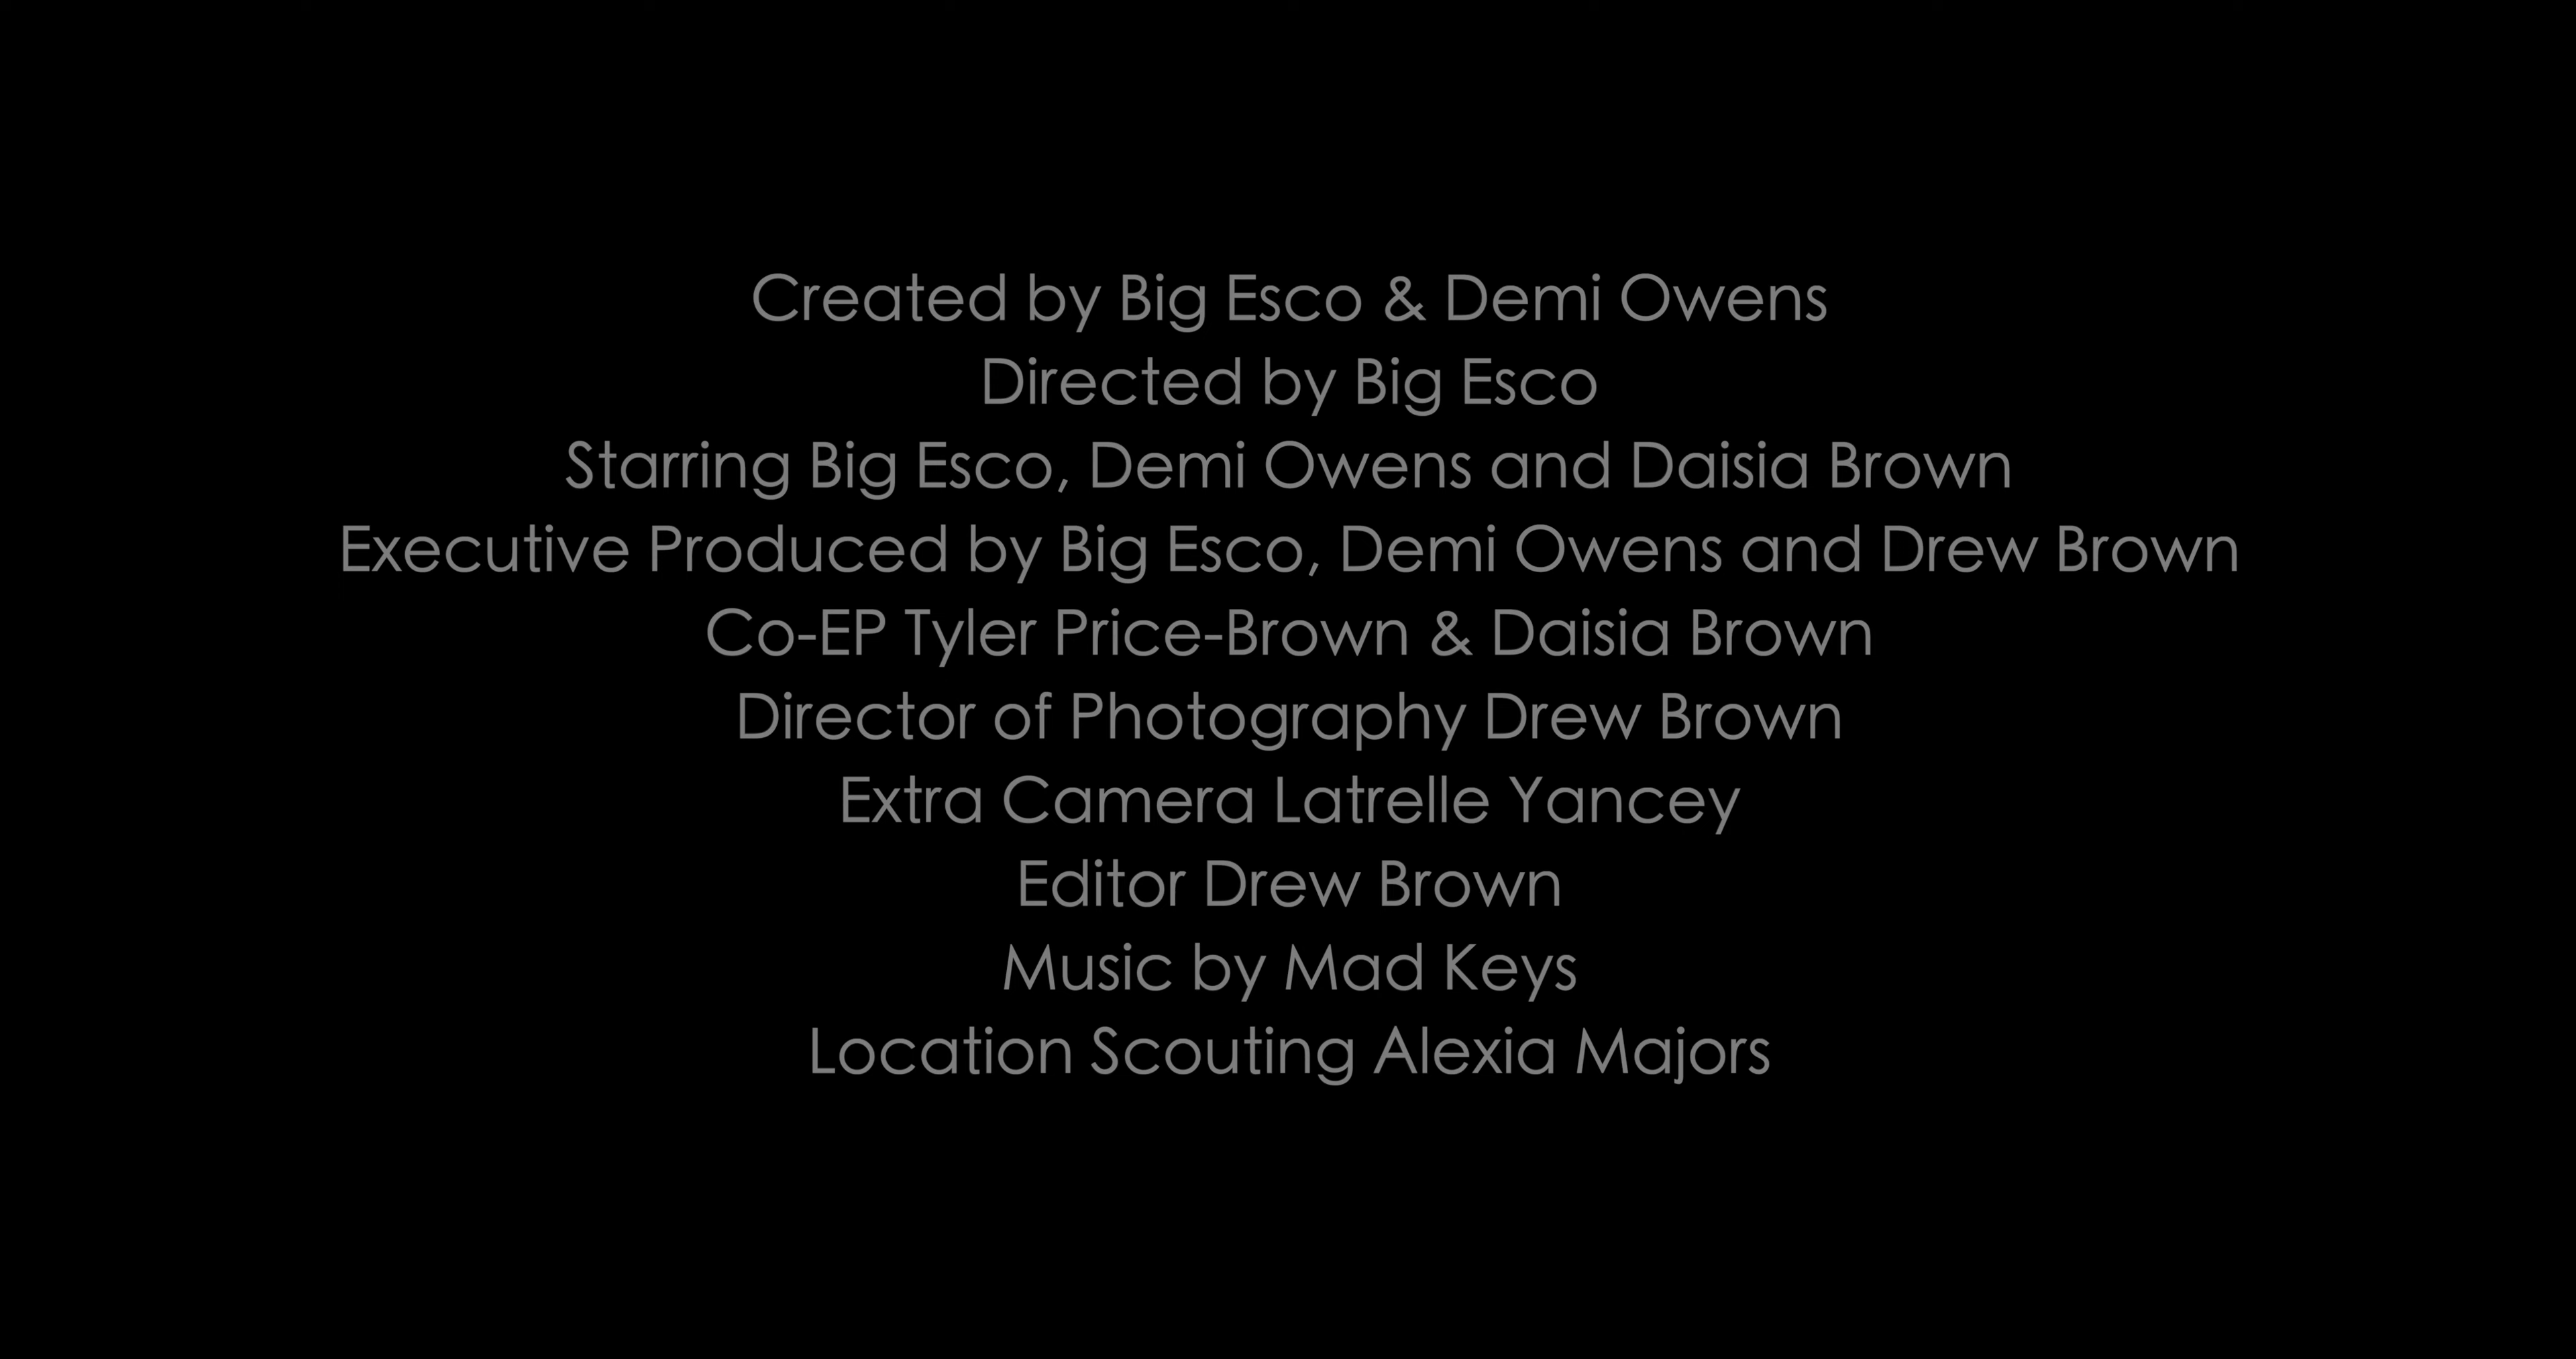 Created by Big Esco & Demi Owens
Directed by Big Esco
Starring Big Esco, Demi Owens and Daisia Brown
Executive Produced by Big Esco, Demi Owens and Drew Brown
Co-EP Tyler Price-Brown & Daisia Brown
Director of Photography Drew Brown
Extra Camera Latrelle Yancey
Editor Drew Brown
Music by Mad Keys
Location Scouting Alexia Majors